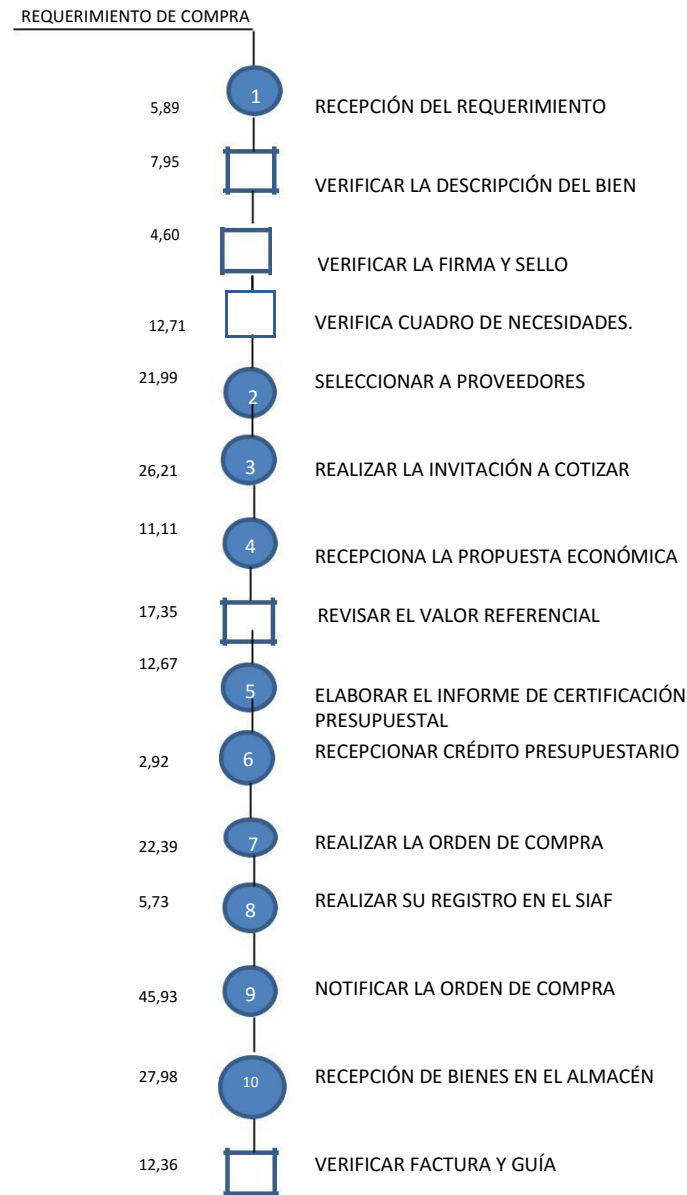 REQUERIMIENTO DE COMPRA
1
5,89
RECEPCIÓN DEL REQUERIMIENTO
7,95
VERIFICAR LA DESCRIPCIÓN DEL BIEN
4,60
VERIFICAR LA FIRMA Y SELLO
12,71
VERIFICA CUADRO DE NECESIDADES.
21,99
2
SELECCIONAR A PROVEEDORES
26,21
3
REALIZAR LA INVITACIÓN A COTIZAR
11,11
4
RECEPCIONA LA PROPUESTA ECONÓMICA
17,35
REVISAR EL VALOR REFERENCIAL
12,67
5
ELABORAR EL INFORME DE CERTIFICACIÓN
PRESUPUESTAL
2,92
6
RECEPCIONAR CRÉDITO PRESUPUESTARIO
22,39
7
REALIZAR LA ORDEN DE COMPRA
5,73
8
REALIZAR SU REGISTRO EN EL SIAF
45,93
9
NOTIFICAR LA ORDEN DE COMPRA
27,98
10
RECEPCIÓN DE BIENES EN EL ALMACÉN
12,36
VERIFICAR FACTURA Y GUÍA